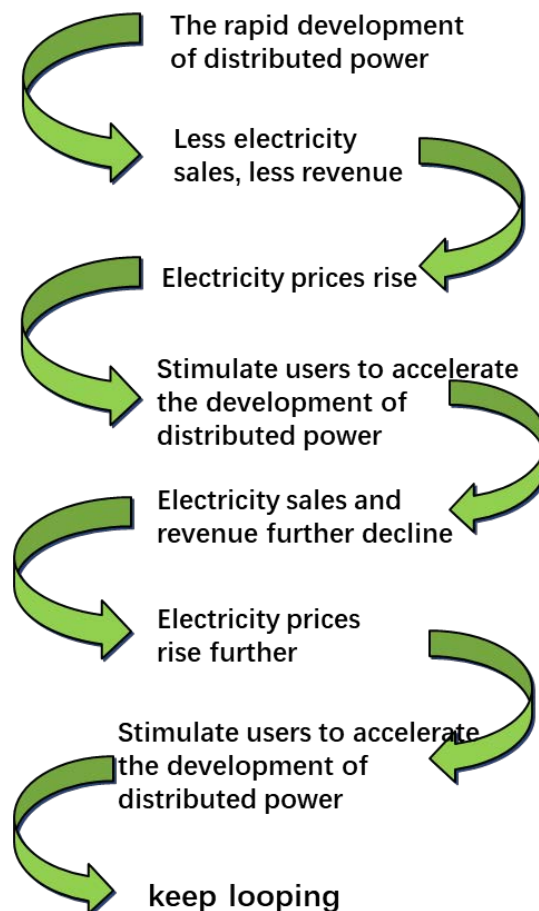 The rapid development
of distributed power
Less electricity
sales, less revenue
Electricity prices rise
Stimulate users to accelerate
the development of
distributed power
Electricity sales and
revenue further decline
Electricity prices
rise further
Stimulate users to accelerate
the development of
distributed power
keep looping